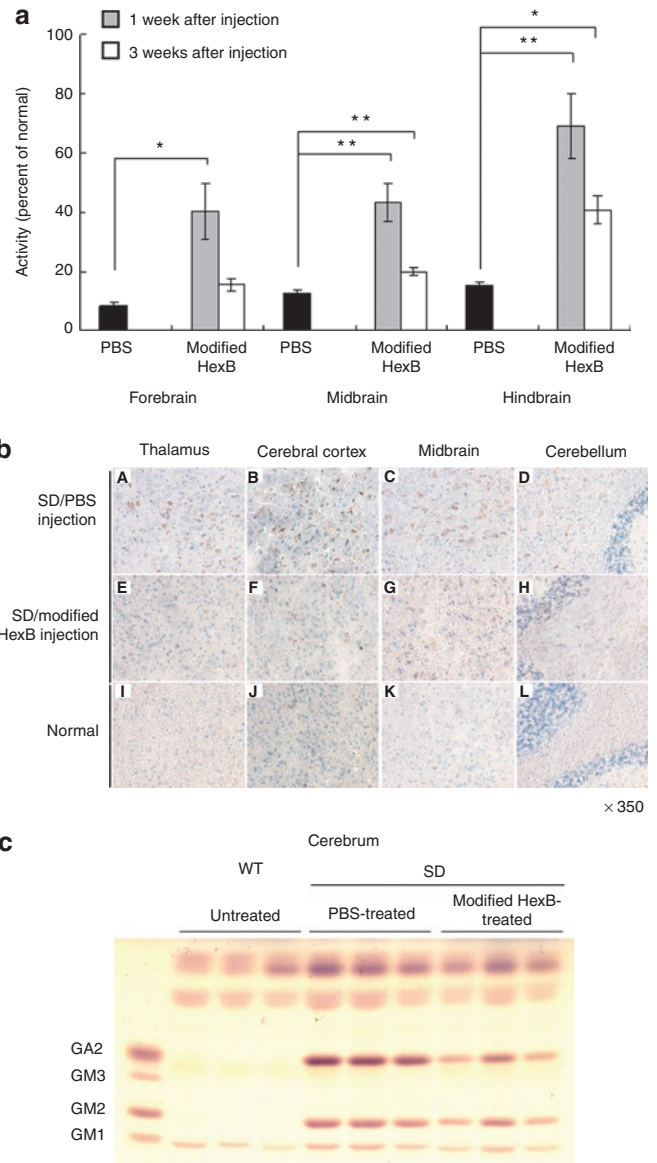 a
1 week after injection
3 weeks after injection
Activity (percent of normal)
100
80
60
40
20
0
*
* *
* *
* *
*
PBS
Modified
HexB
PBS
Modified
HexB
PBS
Modified
HexB
Forebrain
Midbrain
Hindbrain
b
Thalamus
Cerebral cortex
Midbrain
Cerebellum
SD/PBS
injection
A
B
C
D
SD/modified
HexB injection
E
F
G
H
Normal
I
J
K
L
× 350
c
Cerebrum
WT
SD
Untreated
PBS-treated
Modified HexB-
treated
GA2
GM3
GM2
GM1